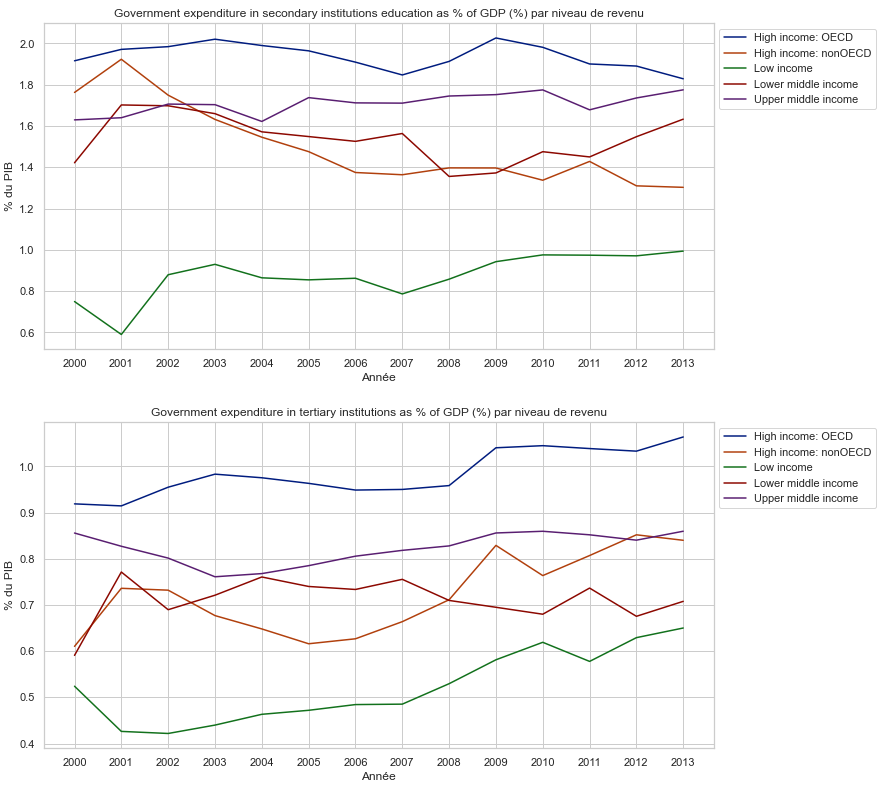 Government expenditure in secondary institutions education as % of GDP (%) par niveau de revenu
2.0
1.8
1.6
1.4
1.2
1.0
0.8
0.6
% du PIB
2000 2001 2002 2003 2004 2005 2006 2007 2008 2009 2010 2011 2012 2013
Année
High income: OECD
High income: nonOECD
Low income
Lower middle income
Upper middle income
Government expenditure in tertiary institutions as % of GDP (%) par niveau de revenu
1.0
0.9
0.8
0.7
0.6
0.5
0.4
% du PIB
2000 2001 2002 2003 2004 2005 2006 2007 2008 2009 2010 2011 2012 2013
Année
High income: OECD
High income: nonOECD
Low income
Lower middle income
Upper middle income